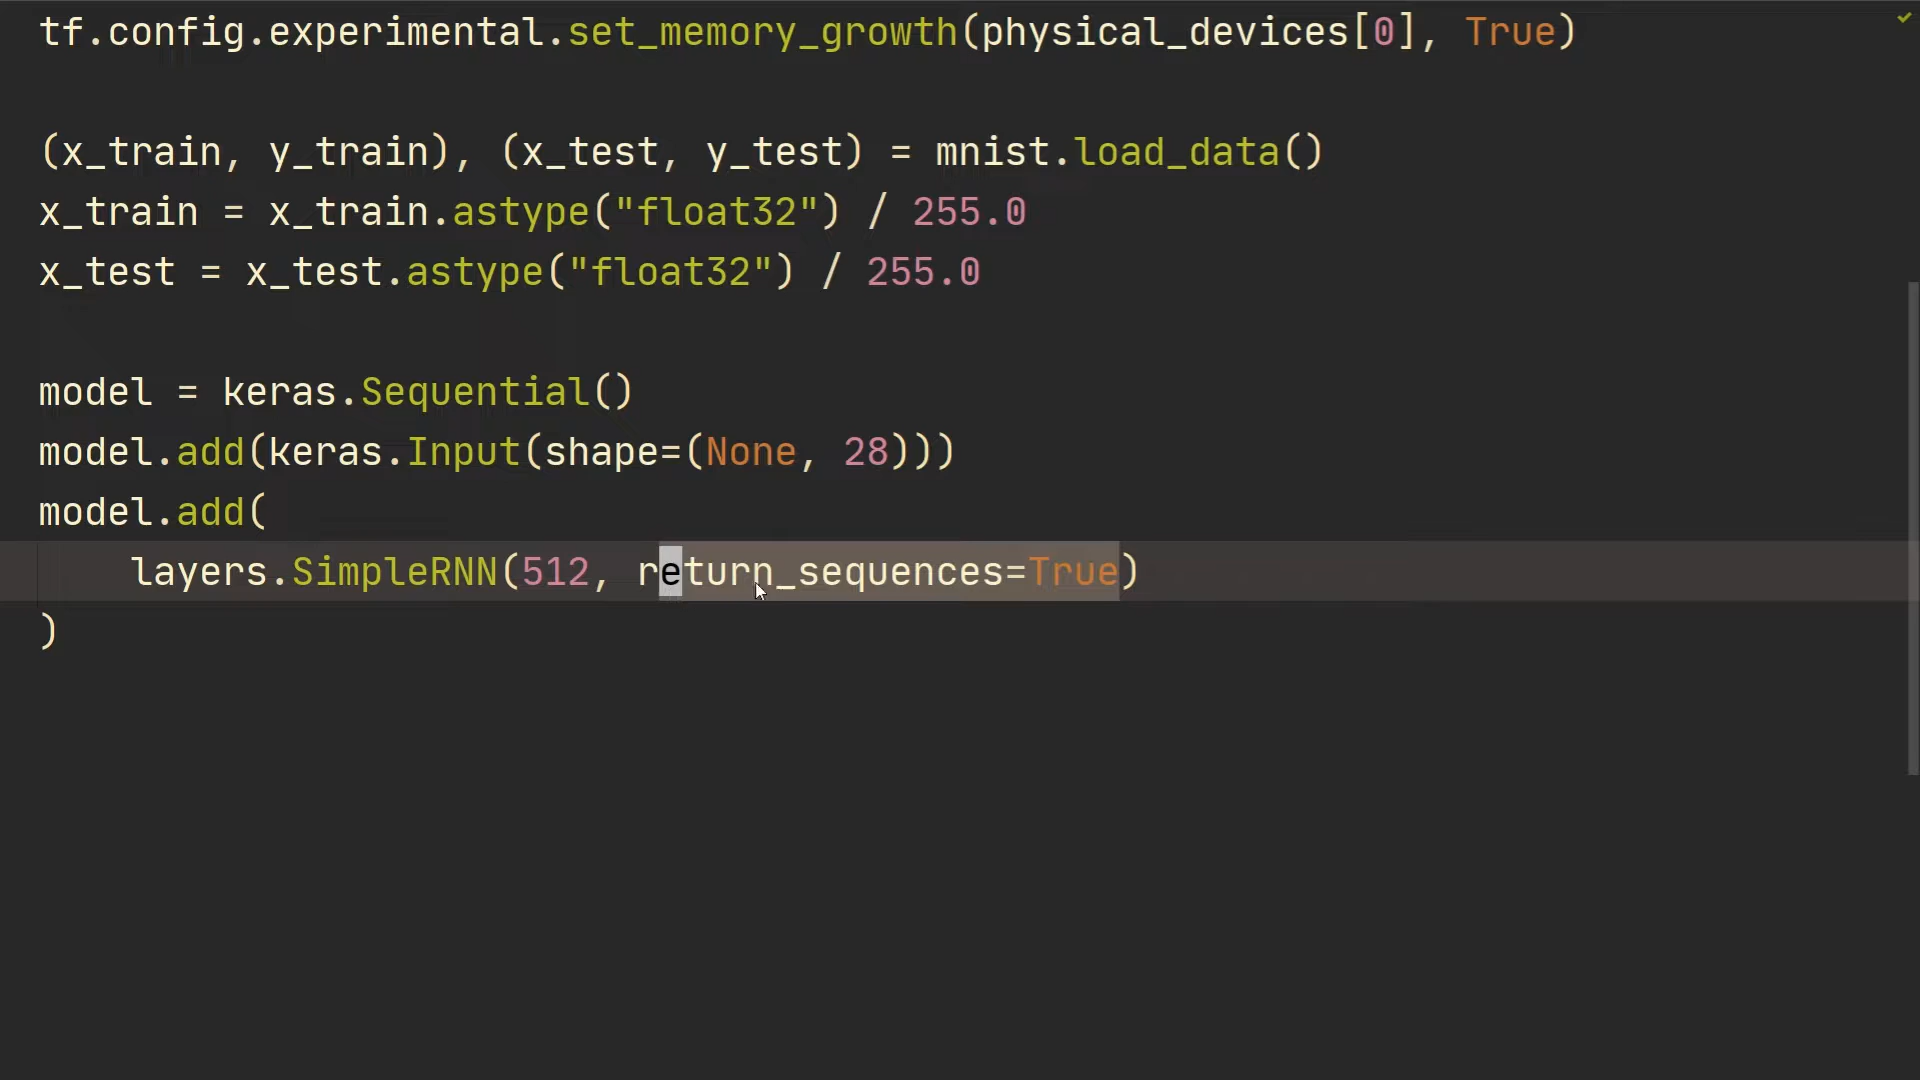 tf.config.experimental.set_memory_growth(physical_devices[0], True)
(x_train, y_train), (x_test, y_test) = mnist.load_data()
x_train = x_train.astype("float32") / 255.0
x_test = x_test.astype("float32") / 255.0
model = keras.Sequential()
model.add(keras.Input(shape=(None, 28)))
model.add(
    layers.SimpleRNN(512, return_sequences=True)
)